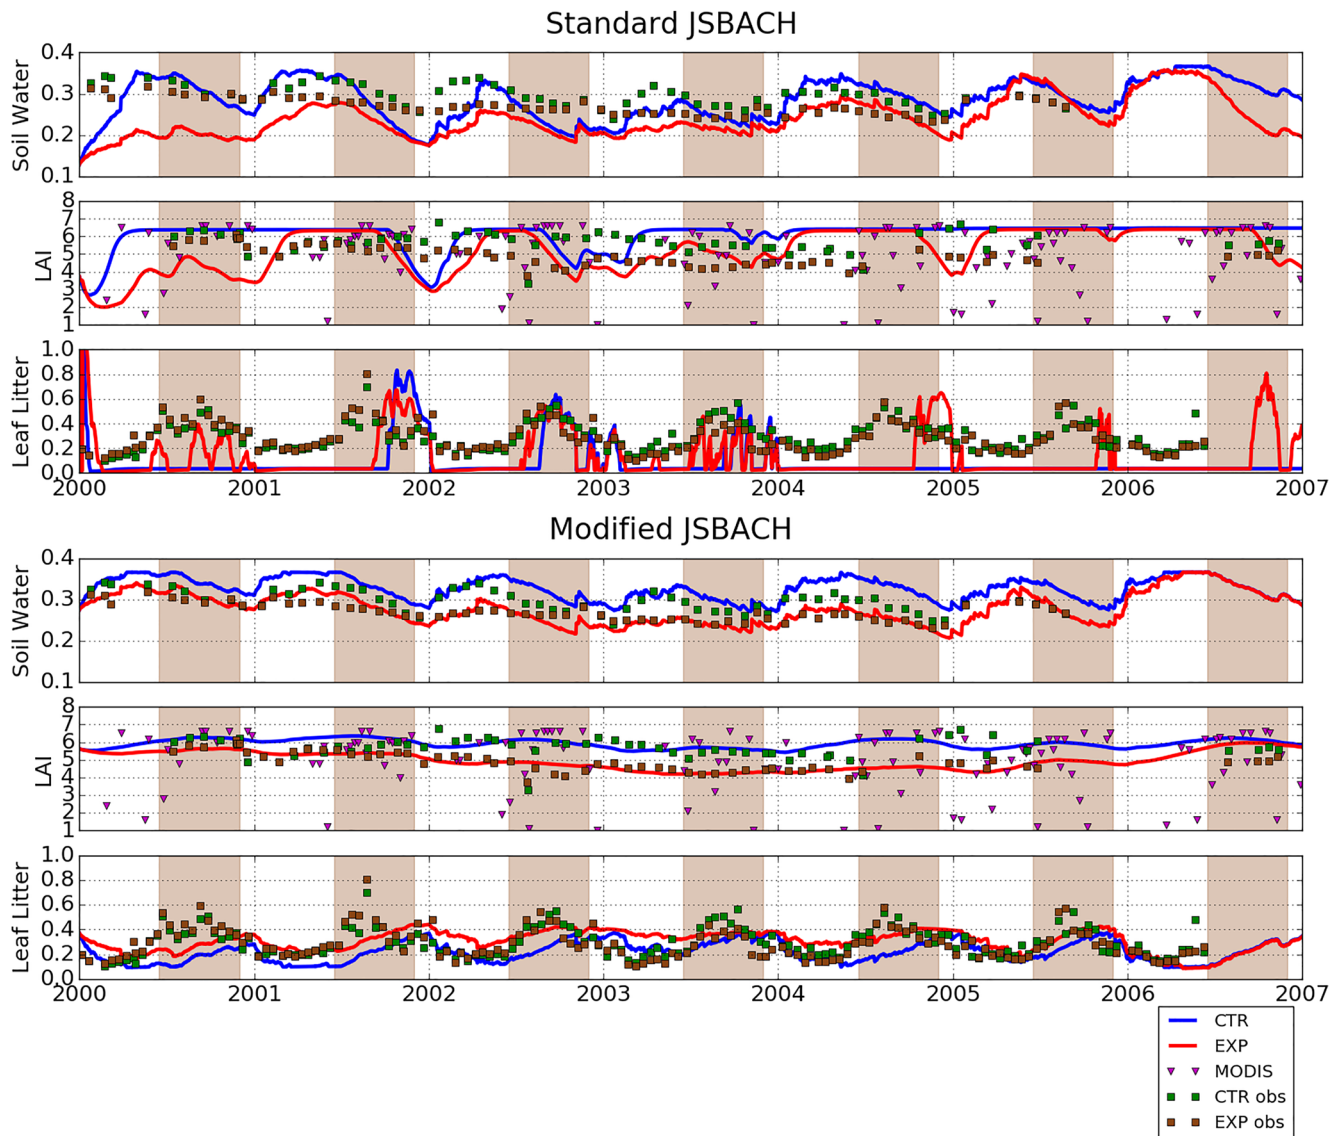 Standard JSBACH
0.4
0.3
0.2
0.1
Soil Water
8
7
6
5
4
3
2
1
LAI
1.0
0.8
0.6
0.4
0.2
0.0
Leaf Litter
2000 2001 2002 2003 2004 2005 2006 2007
Modified JSBACH
0.4
0.3
0.2
0.1
Soil Water
8
7
6
5
4
3
2
1
LAI
1.0
0.8
0.6
0.4
0.2
0.0
Leaf Litter
2000 2001 2002 2003 2004 2005 2006 2007
CTR
EXP
MODIS
CTR obs
EXP obs